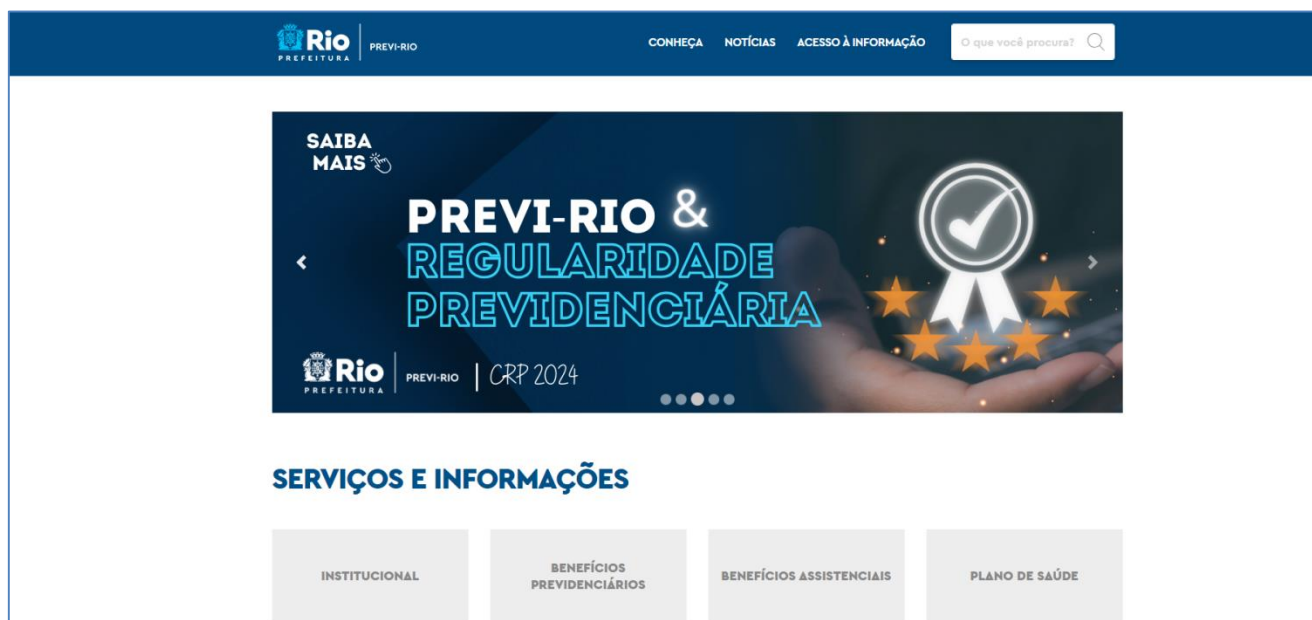 Rio
PREFEITURA
PREVI-RIO
CONHEÇA NOTÍCIAS ACESSO À INFORMAÇÃO
O que você procura?
SAIBA
MAIS
PREVI-RIO &
REGULARIDADE
PREVIDENCIÁRIA
Rio
PREFEITURA
PREVI-RIO
CRP 2024
SERVIÇOS E INFORMAÇÕES
INSTITUCIONAL
BENEFÍCIOS
PREVIDENCIÁRIOS
BENEFÍCIOS ASSISTENCIAIS
PLANO DE SAÚDE